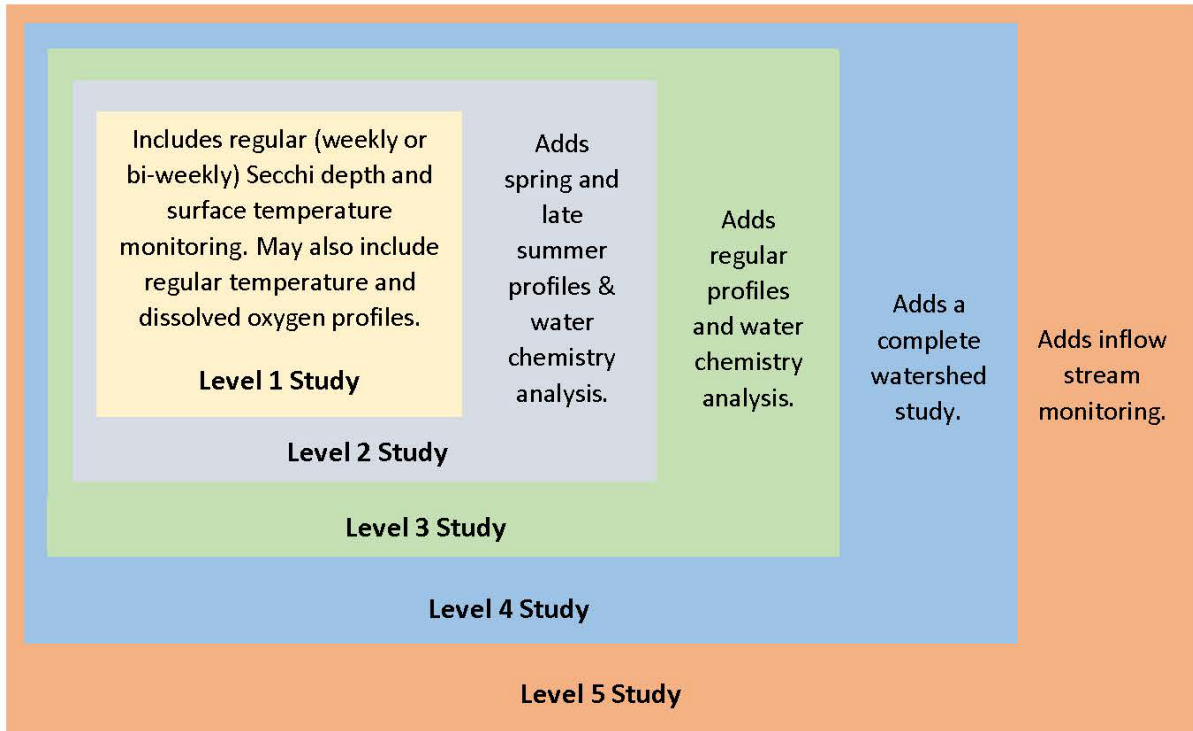 Includes regular (weekly or
bi-weekly) Secchi depth and
surface temperature
monitoring. May also include
regular temperature and
dissolved oxygen profiles.
Level 1 Study
Adds
spring and
late
summer
profiles &
water
chemistry
analysis.
Level 2 Study
Adds
regular
profiles
and water
chemistry
analysis.
Level 3 Study
Adds a
complete
watershed
study.
Level 4 Study
Adds inflow
stream
monitoring.
Level 5 Study